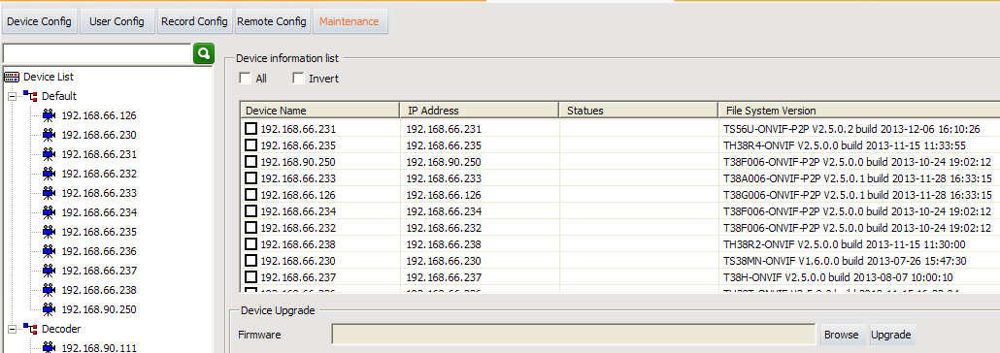 Device Config User Config Record Config Remote Config Maintenance
Device List
Default
192.168.66.126
192.168.66.230
192.168.66.231
192.168.66.232
192.168.66.233
192.168.66.234
192.168.66.235
192.168.66.236
192.168.66.237
192.168.66.238
192.168.90.250
Decoder
192.168.90.111
Device information list
All Invert
Device Name IP Address Statues File System Version
192.168.66.231 192.168.66.231 TS56U-ONVIF-P2P V2.5.0.2 build 2013-12-06 16:10:26
192.168.66.235 192.168.66.235 TH38R4-ONVIF V2.5.0.0 build 2013-11-15 11:33:55
192.168.90.250 192.168.90.250 T38F006-ONVIF-P2P V2.5.0.0 build 2013-10-24 19:02:12
192.168.66.233 192.168.66.233 T38A006-ONVIF-P2P V2.5.0.1 build 2013-11-28 16:33:15
192.168.66.126 192.168.66.126 T38G006-ONVIF-P2P V2.5.0.1 build 2013-11-28 16:33:15
192.168.66.234 192.168.66.234 T38F006-ONVIF-P2P V2.5.0.0 build 2013-10-24 19:02:12
192.168.66.232 192.168.66.232 T38F006-ONVIF-P2P V2.5.0.0 build 2013-10-24 19:02:12
192.168.66.238 192.168.66.238 TH38R2-ONVIF V2.5.0.0 build 2013-11-15 11:30:00
192.168.66.230 192.168.66.230 TS38MN-ONVIF V1.6.0.0 build 2013-07-26 15:47:30
192.168.66.237 192.168.66.237 T38H-ONVIF V2.5.0.0 build 2013-08-07 10:00:10
Device Upgrade
Firmware Browse Upgrade